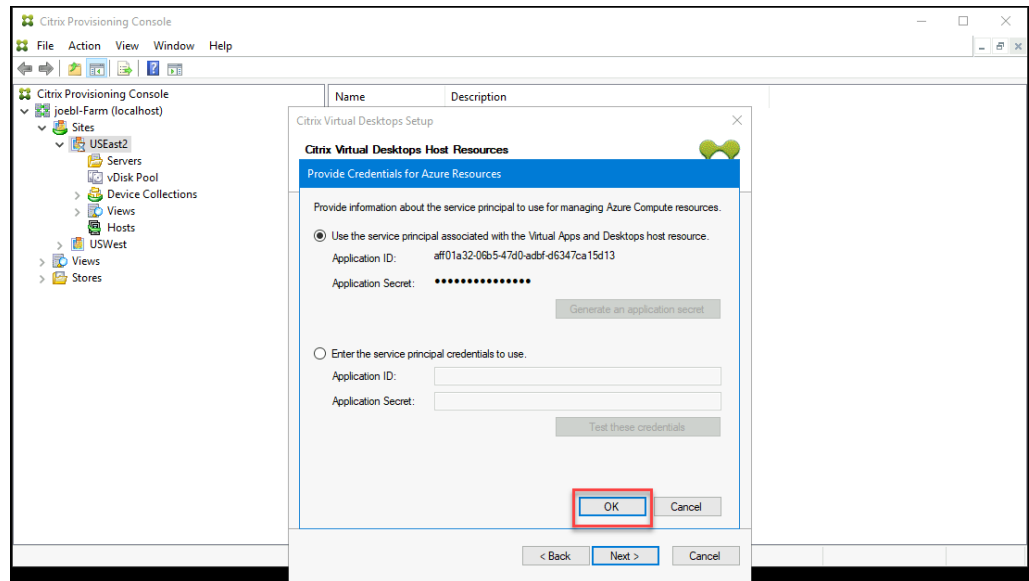 Citrix Provisioning Console
File Action View Window Help
Citrix Provisioning Console
joebl-Farm (localhost)
Sites
USEast2
Servers
vDisk Pool
Device Collections
Views
Hosts
USWest
Views
Stores
Name Description
Citrix Virtual Desktops Setup
Citrix Virtual Desktops Host Resources
Provide Credentials for Azure Resources
Provide information about the service principal to use for managing Azure Compute resources.
Use the service principal associated with the Virtual Apps and Desktops host resource.
Application ID: aff01a32-06b5-47d0-adbf-d6347ca15d13
Application Secret: •••••••••••••••
Generate an application secret
Enter the service principal credentials to use.
Application ID:
Application Secret:
Test these credentials
OK Cancel
< Back Next > Cancel